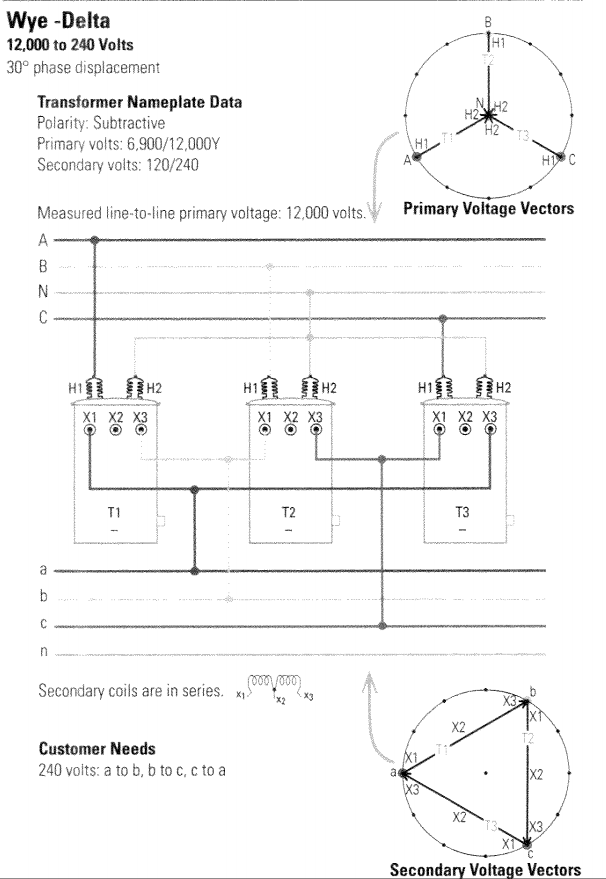 Wye -Delta
12,000 to 240 Volts
30° phase displacement
Transformer Nameplate Data
Polarity: Subtractive
Primary volts: 6,900/12,000Y
Secondary volts: 120/240
B
H1
T2
N
H2 H2
H2
H1 T1
T3
A
H1 C
Primary Voltage Vectors
Measured line-to-line primary voltage: 12,000 volts.
A
B
N
C
H1 H2 H1 H2 H1 H2
X1 X2 X3 X1 X2 X3 X1 X2 X3
T1 T2 T3
– – –
a
b
c
n
Secondary coils are in series. X1 X2 X3
Customer Needs
240 volts: a to b, b to c, c to a
b
X3
X1
X2
T2
T1
X1
a
X2
X3
X2
T3
X3
X1
c
Secondary Voltage Vectors